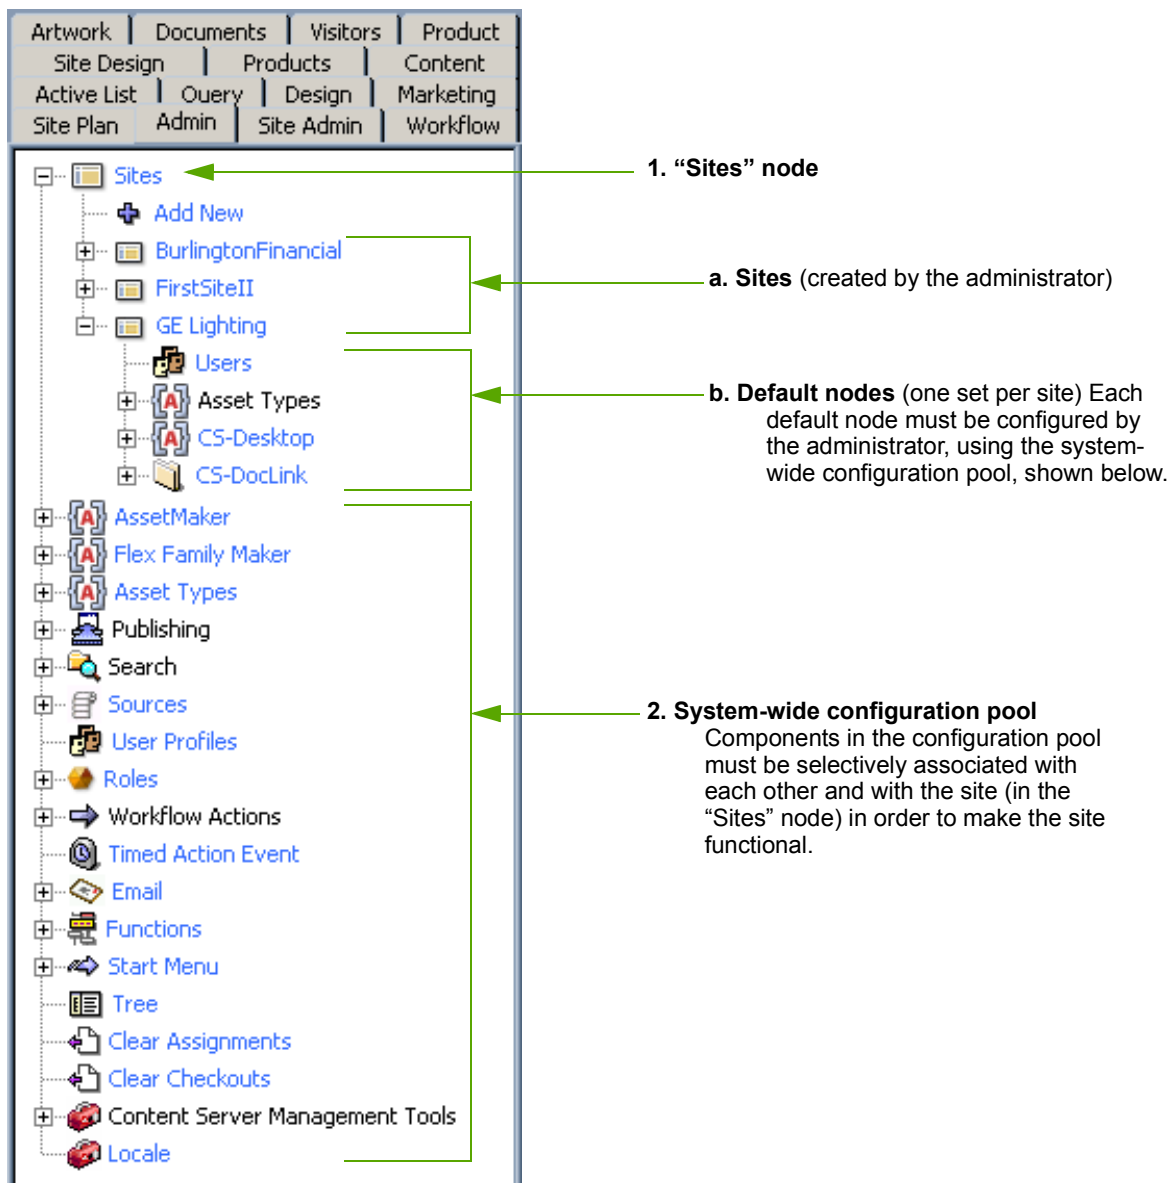 Artwork Documents Visitors Product
Site Design Products Content
Active List Query Design Marketing
Site Plan Admin Site Admin Workflow
Sites
1. “Sites” node
Add New
BurlingtonFinancial
a. Sites (created by the administrator)
FirstSiteII
GE Lighting
Users
Asset Types
CS-Desktop
CS-DocLink
b. Default nodes (one set per site) Each
default node must be configured by
the administrator, using the system-
wide configuration pool, shown below.
AssetMaker
Flex Family Maker
Asset Types
Publishing
Search
Sources
User Profiles
Roles
Workflow Actions
Timed Action Event
Email
Functions
Start Menu
Tree
Clear Assignments
Clear Checkouts
Content Server Management Tools
Locale
2. System-wide configuration pool
Components in the configuration pool
must be selectively associated with
each other and with the site (in the
“Sites” node) in order to make the site
functional.